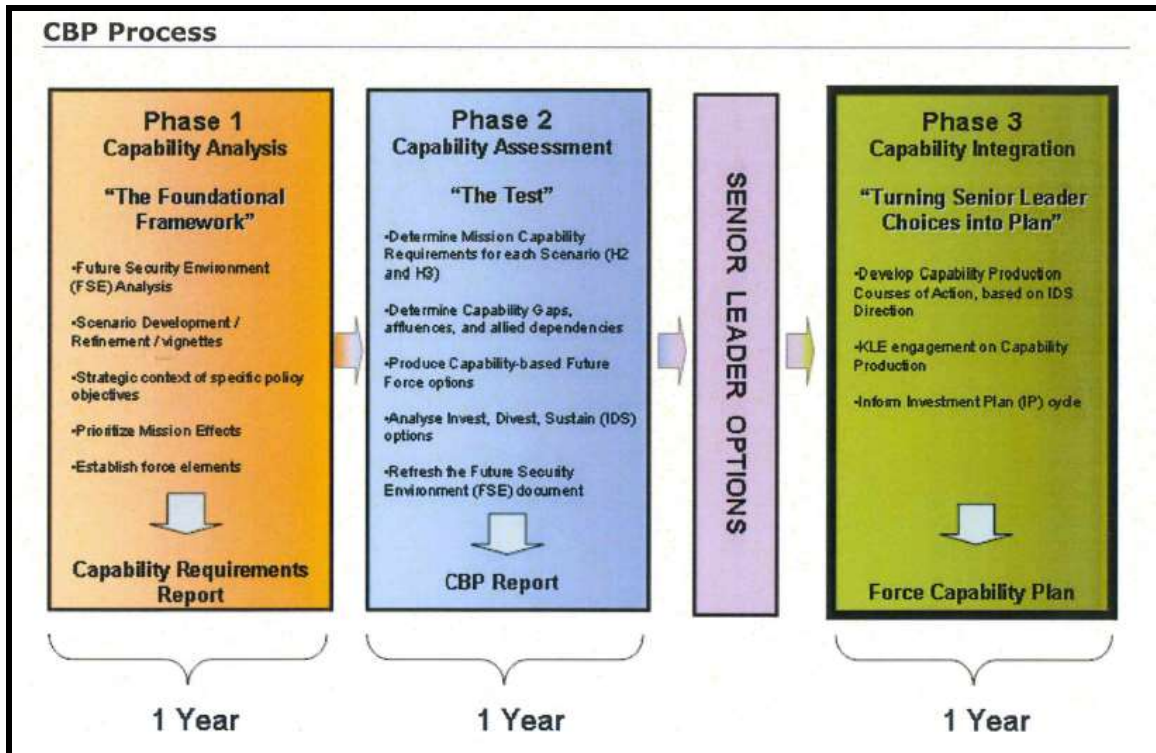 CBP Process
Phase 1
Capability Analysis
“The Foundational
Framework”
•Future Security Environment
(FSE) Analysis
•Scenario Development /
Refinement / vignettes
•Strategic context of specific policy
objectives
•Prioritize Mission Effects
•Establish force elements
Capability Requirements
Report
1 Year
Phase 2
Capability Assessment
“The Test”
•Determine Mission Capability
Requirements for each Scenario (H2
and H3)
•Determine Capability Gaps,
affluences, and allied dependencies
•Produce Capability-based Future
Force options
•Analyse Invest, Divest, Sustain (IDS)
options
•Refresh the Future Security
Environment (FSE) document
CBP Report
1 Year
SENIOR LEADER OPTIONS
Phase 3
Capability Integration
“Turning Senior Leader
Choices into Plan”
•Develop Capability Production
Courses of Action, based on IDS
Direction
•KLE engagement on Capability
Production
•Inform Investment Plan (IP) cycle
Force Capability Plan
1 Year